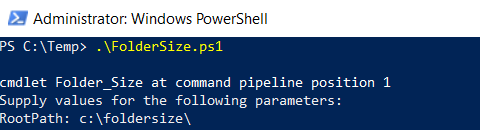 Administrator: Windows PowerShell
PS C:\Temp> .\FolderSize.ps1
cmdlet Folder_Size at command pipeline position 1
Supply values for the following parameters:
RootPath: c:\foldersize\